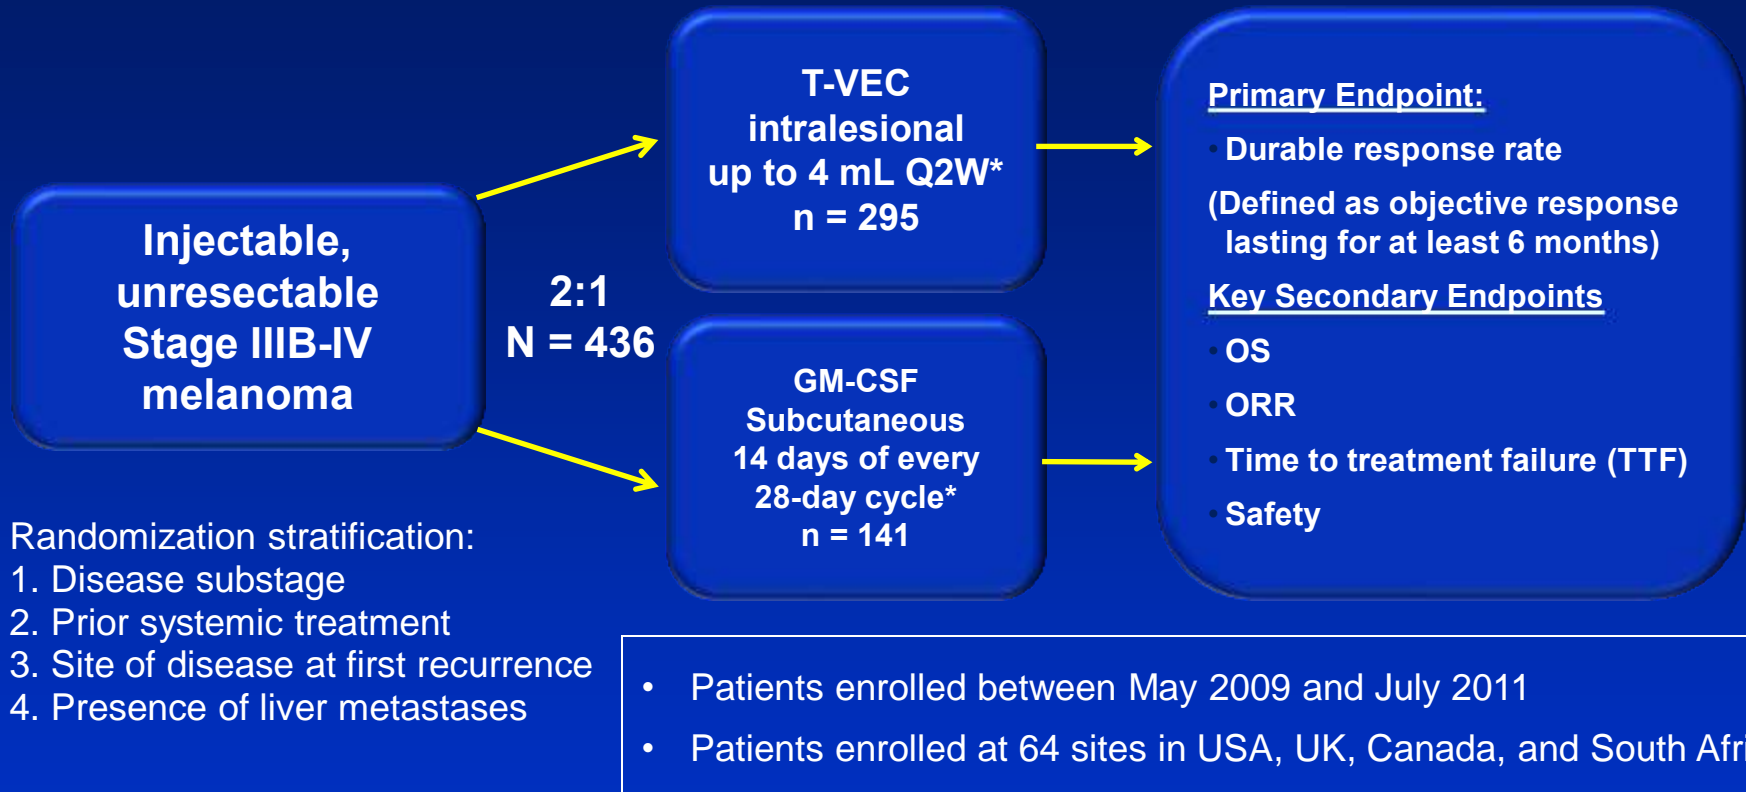 Injectable,
unresectable
Stage IIIB-IV
melanoma
2:1
N = 436
T-VEC
intralesional
up to 4 mL Q2W*
n = 295
GM-CSF
Subcutaneous
14 days of every
28-day cycle*
n = 141
Primary Endpoint:
• Durable response rate
(Defined as objective response
lasting for at least 6 months)
Key Secondary Endpoints
• OS
• ORR
• Time to treatment failure (TTF)
• Safety
Randomization stratification:
1. Disease substage
2. Prior systemic treatment
3. Site of disease at first recurrence
4. Presence of liver metastases
• Patients enrolled between May 2009 and July 2011
• Patients enrolled at 64 sites in USA, UK, Canada, and South